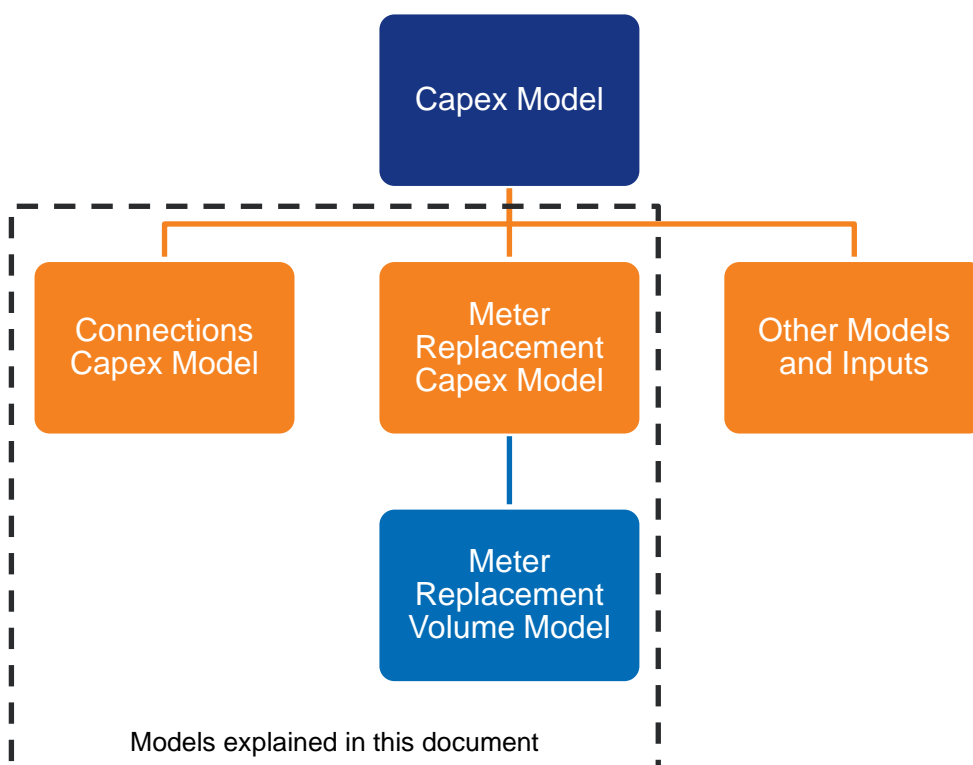 Capex Model
Connections
Capex Model
Meter
Replacement
Capex Model
Other Models
and Inputs
Meter
Replacement
Volume Model
Models explained in this document